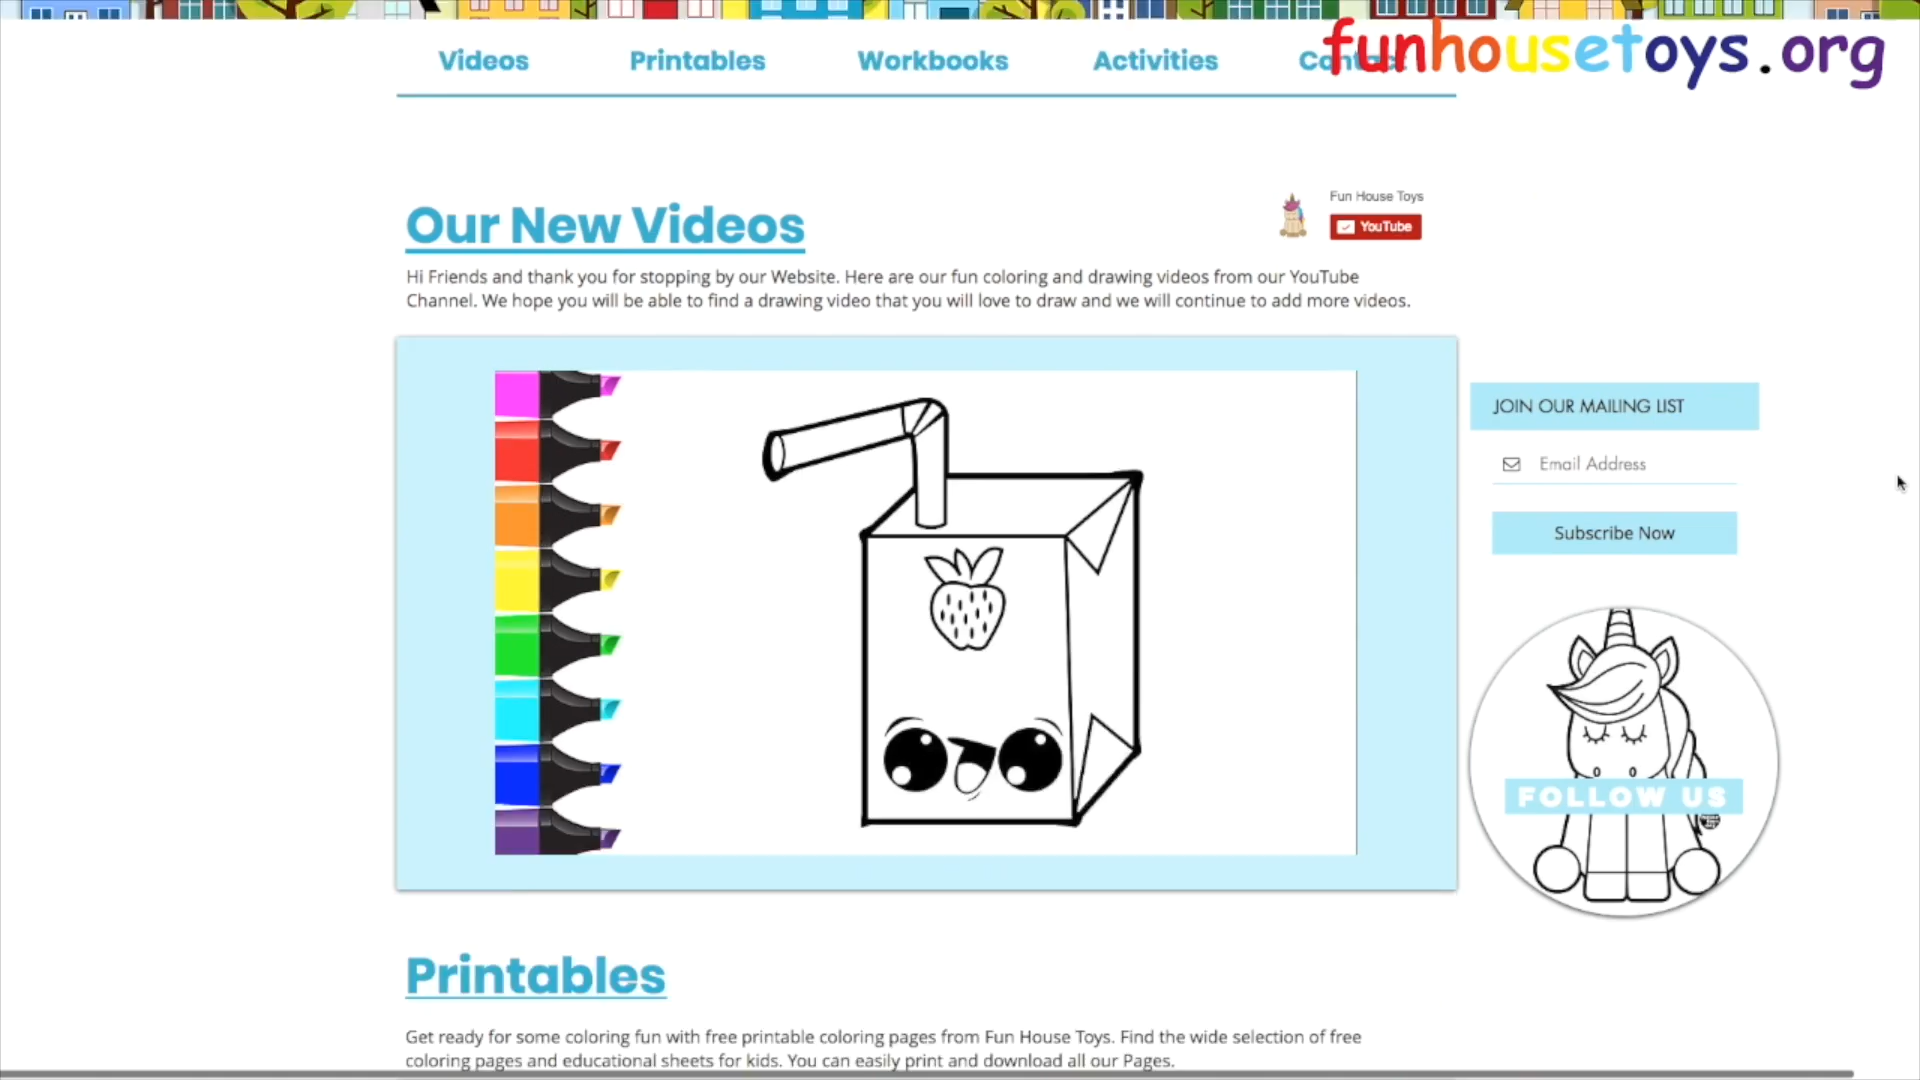 Videos
Printables
Workbooks
Activities
funhousetoys.org
Our New Videos
Fun House Toys
YouTube
Hi Friends and thank you for stopping by our Website. Here are our fun coloring and drawing videos from our YouTube
Channel. We hope you will be able to find a drawing video that you will love to draw and we will continue to add more videos.
JOIN OUR MAILING LIST
Email Address
Subscribe Now
FOLLOW US
Printables
Get ready for some coloring fun with free printable coloring pages from Fun House Toys. Find the wide selection of free
coloring pages and educational sheets for kids. You can easily print and download all our Pages.